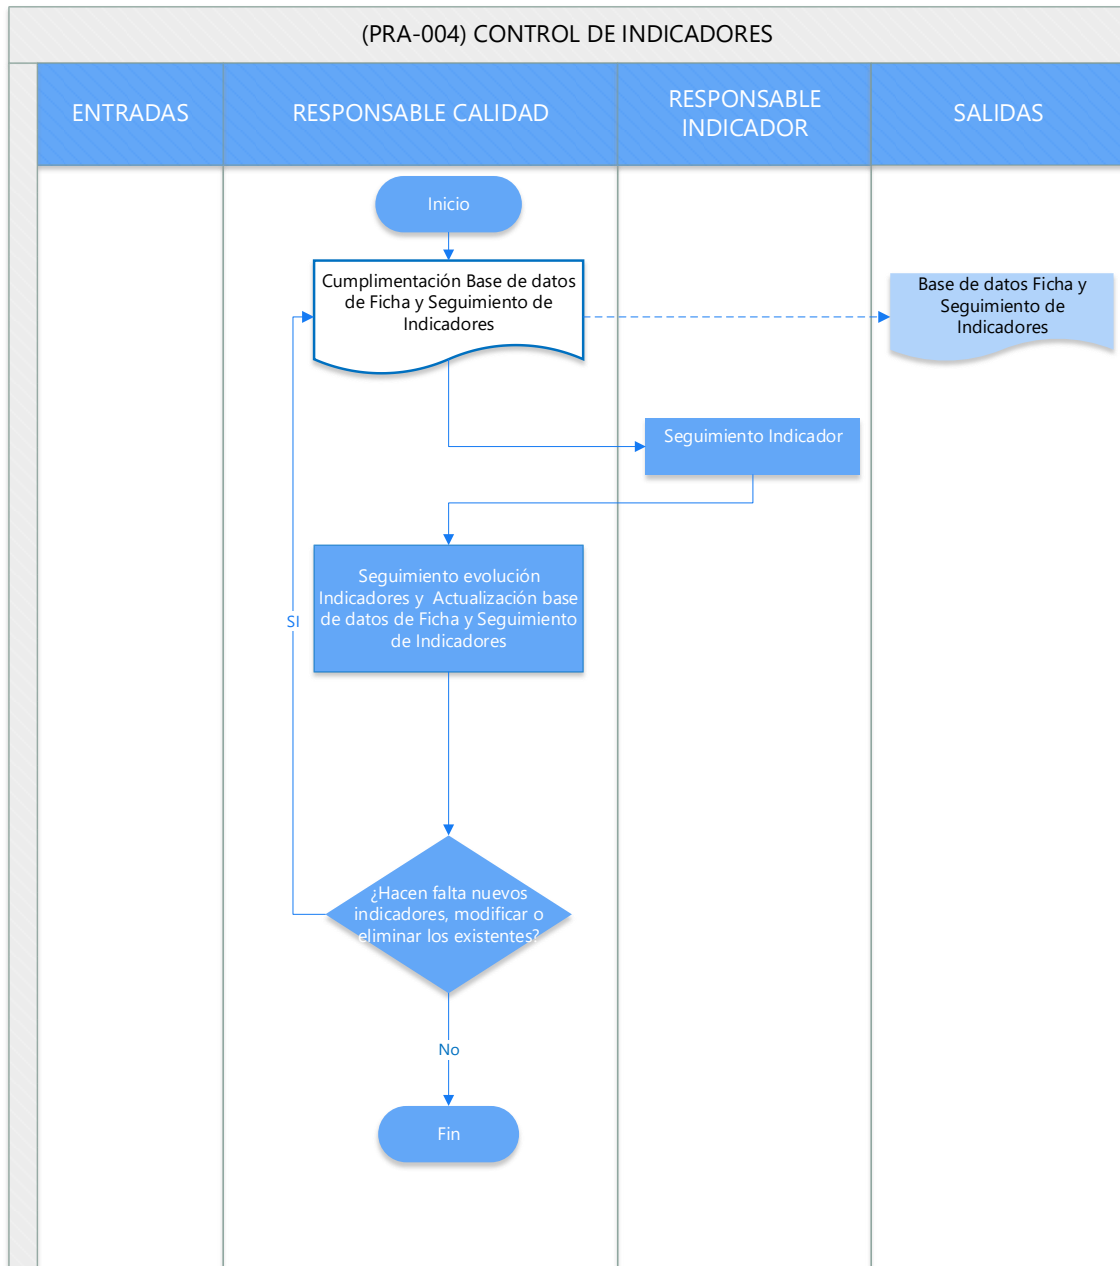 (PRA-004) CONTROL DE INDICADORES
ENTRADAS
RESPONSABLE CALIDAD
RESPONSABLE
INDICADOR
SALIDAS
Inicio
Cumplimentación Base de datos
de Ficha y Seguimiento de
Indicadores
Base de datos Ficha y
Seguimiento de
Indicadores
Seguimiento Indicador
Seguimiento evolución
Indicadores y Actualización base
de datos de Ficha y Seguimiento
de Indicadores
SI
¿Hacen falta nuevos
indicadores, modificar o
eliminar los existentes?
No
Fin